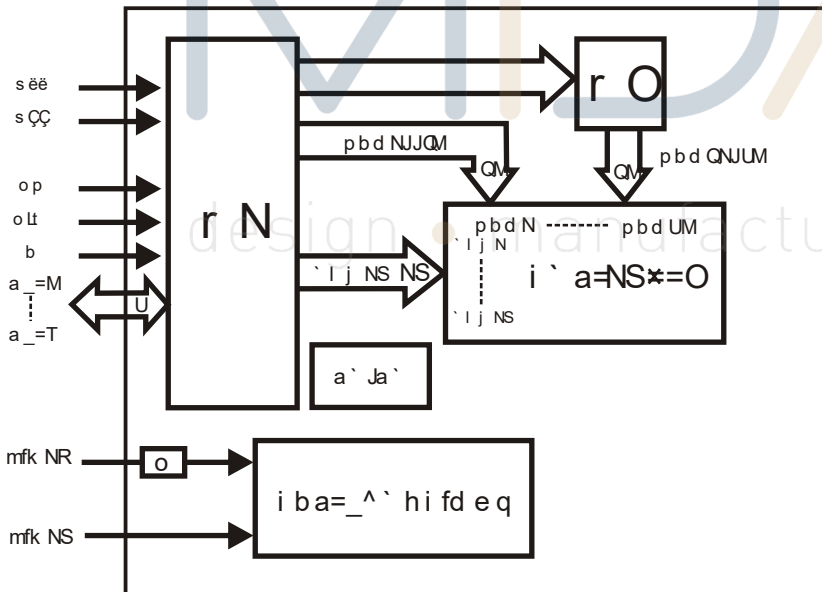 s ëë
s ÇÇ
o p
o Lt
b
a _=M
a _=T
U
r N
r O
p b d NJJQM
QM
QM
p b d QNJUM
p b d N -------- p b d UM
` l j N
i ` a=NS×=O
` l j NS
` l j NS NS
a ` Ja `
mfk NR
o
i b a=_^ ` h i fd e q
mfk NS
design • manufactu